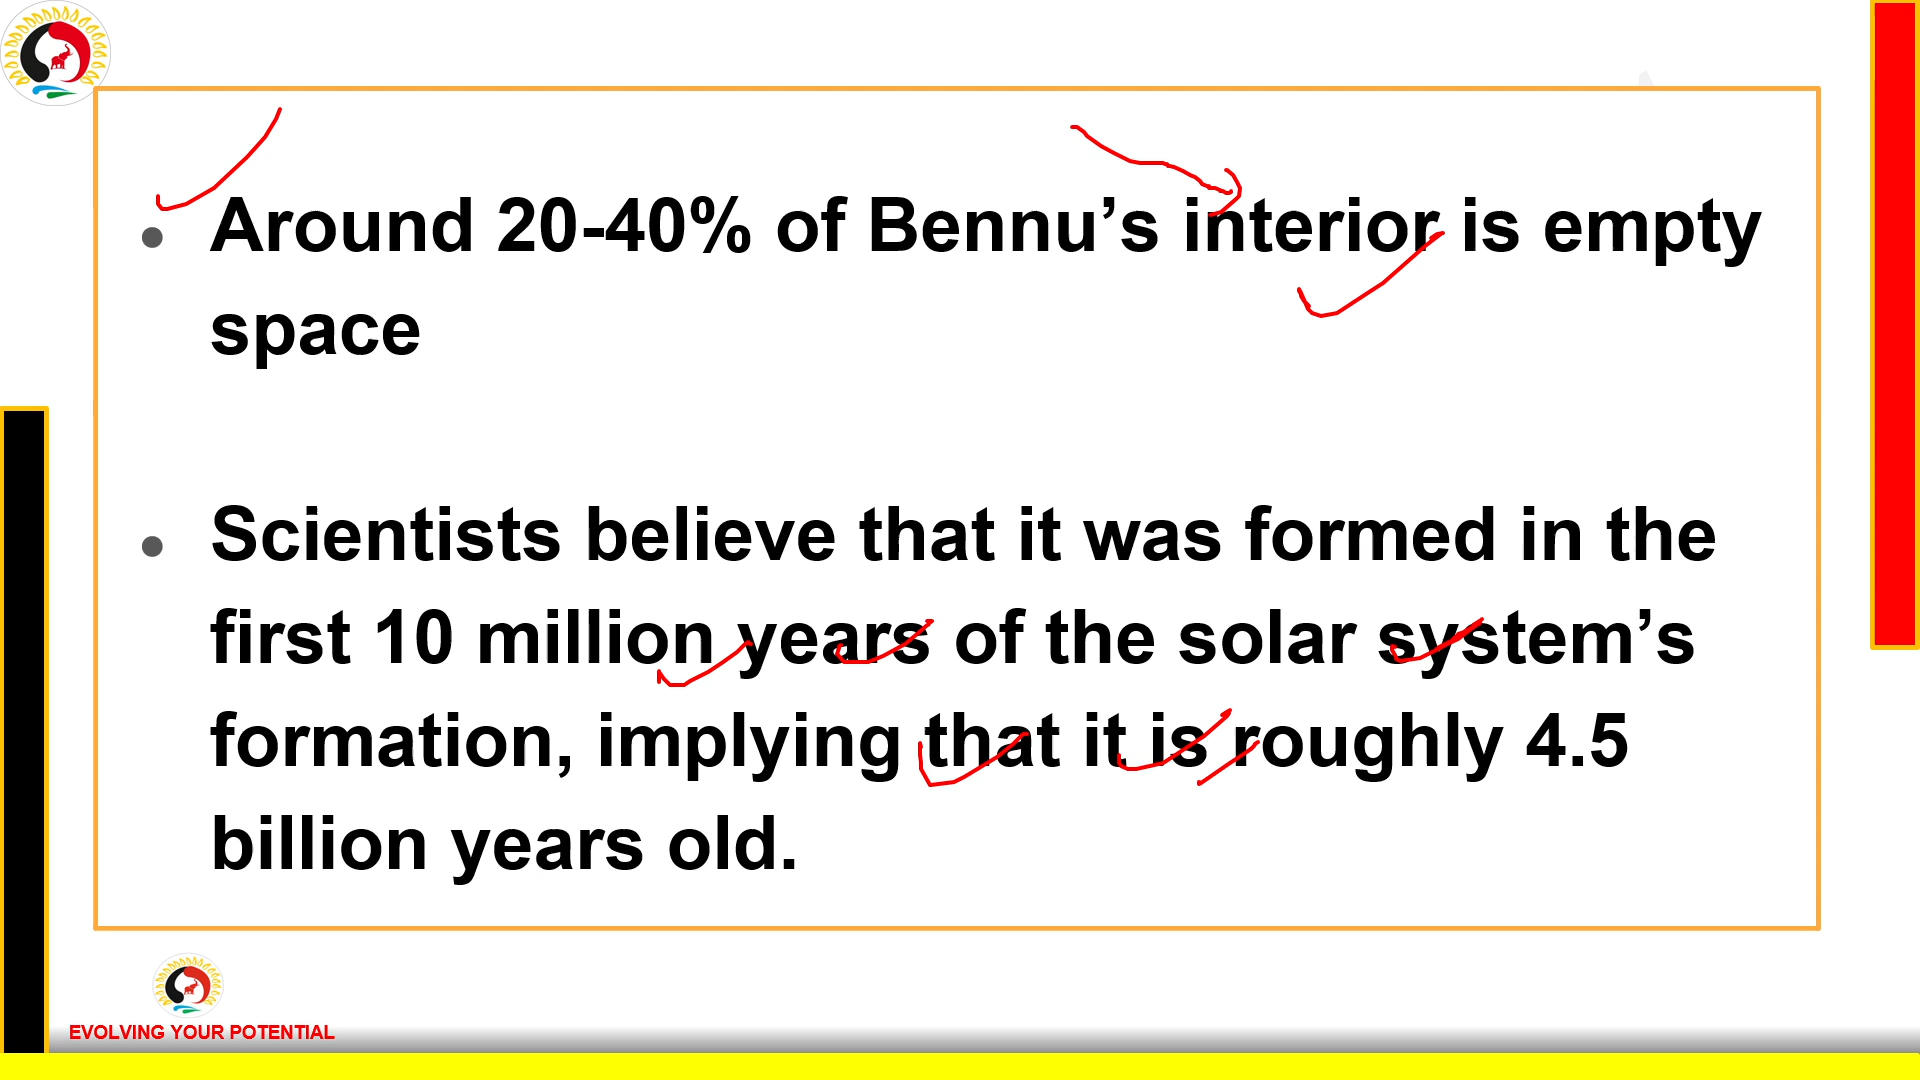 ● Around 20-40% of Bennu’s interior is empty
space
● Scientists believe that it was formed in the
first 10 million years of the solar system’s
formation, implying that it is roughly 4.5
billion years old.
EVOLVING YOUR POTENTIAL